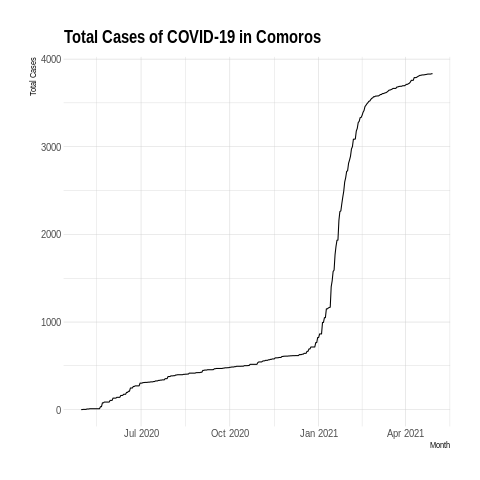 Total Cases of COVID-19 in Comoros
Total Cases
4000
3000
2000
1000
0
Jul 2020 Oct 2020 Jan 2021 Apr 2021
Month